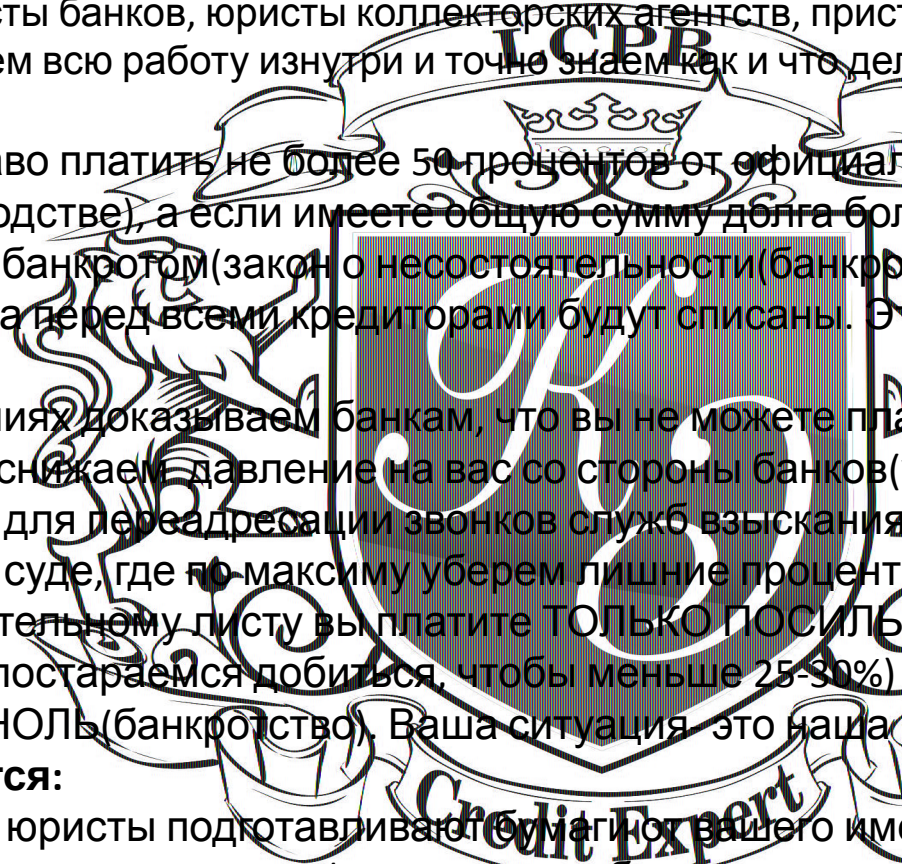 сты банков, юристы коллекторских агентств, прист
LCPB
ем всю работу изнутри и точно знаем как и что дел
аво платить не более 50 процентов от официал
одстве), а если имеете общую сумму долга бол
банкротом(закон о несостоятельности(банкро
а перед всеми кредиторами будут списаны. Эт
КЭ
ниях доказываем банкам, что вы не можете пла
снижаем давление на вас со стороны банков(
для переадресации звонков служб взыскания
суде, где по максиму уберем лишние процент
тельному листу вы платите ТОЛЬКО ПОСИЛЬ
постараемся добиться, чтобы меньше 25-30%)
НОЛЬ(банкротство). Ваша ситуация- это наша
тся:
Credit Expert
юристы подготавливают бумаги от вашего име